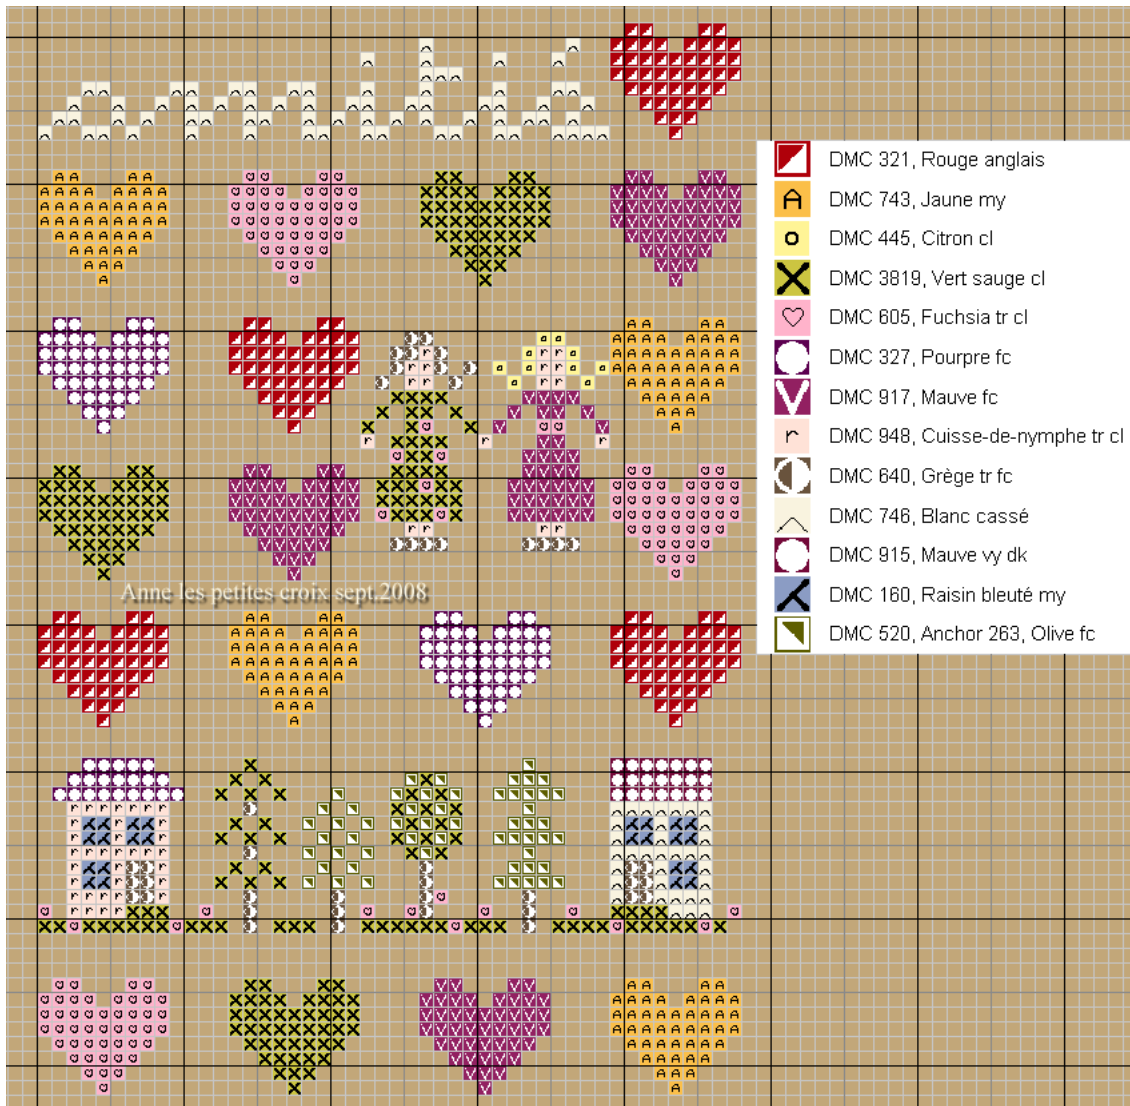 amitié
DMC 321, Rouge anglais
DMC 743, Jaune my
DMC 445, Citron cl
DMC 3819, Vert sauge cl
DMC 605, Fuchsia tr cl
DMC 327, Pourpre fc
DMC 917, Mauve fc
DMC 948, Cuisse-de-nymphe tr cl
DMC 640, Grège tr fc
DMC 746, Blanc cassé
DMC 915, Mauve vy dk
DMC 160, Raisin bleuté my
DMC 520, Anchor 263, Olive fc
Anne les petites croix sept.2008